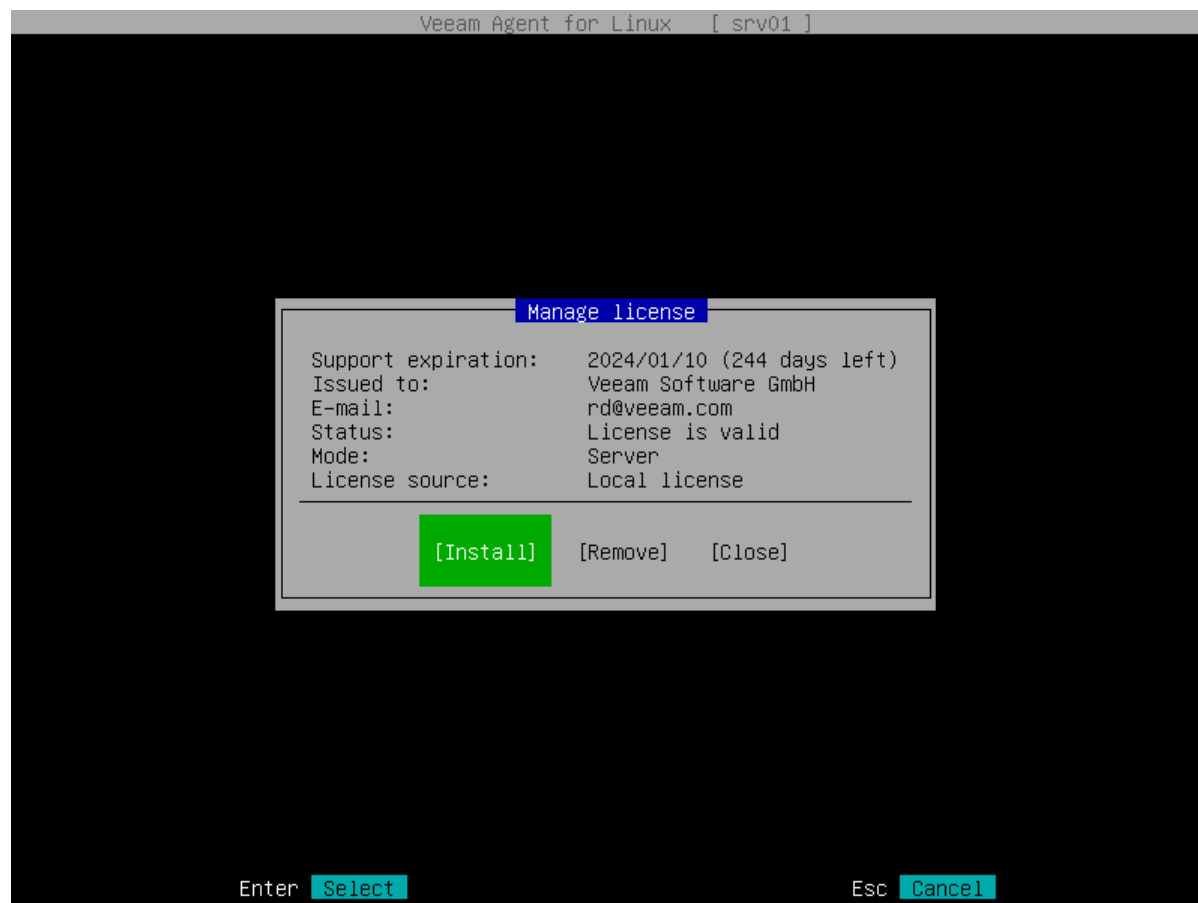 Veeam Agent for Linux [ srv01 ]
Manage license
Support expiration: 2024/01/10 (244 days left)
Issued to: Veeam Software GmbH
E-mail: rd@veeam.com
Status: License is valid
Mode: Server
License source: Local license
[Install] [Remove] [Close]
Enter Select Esc Cancel